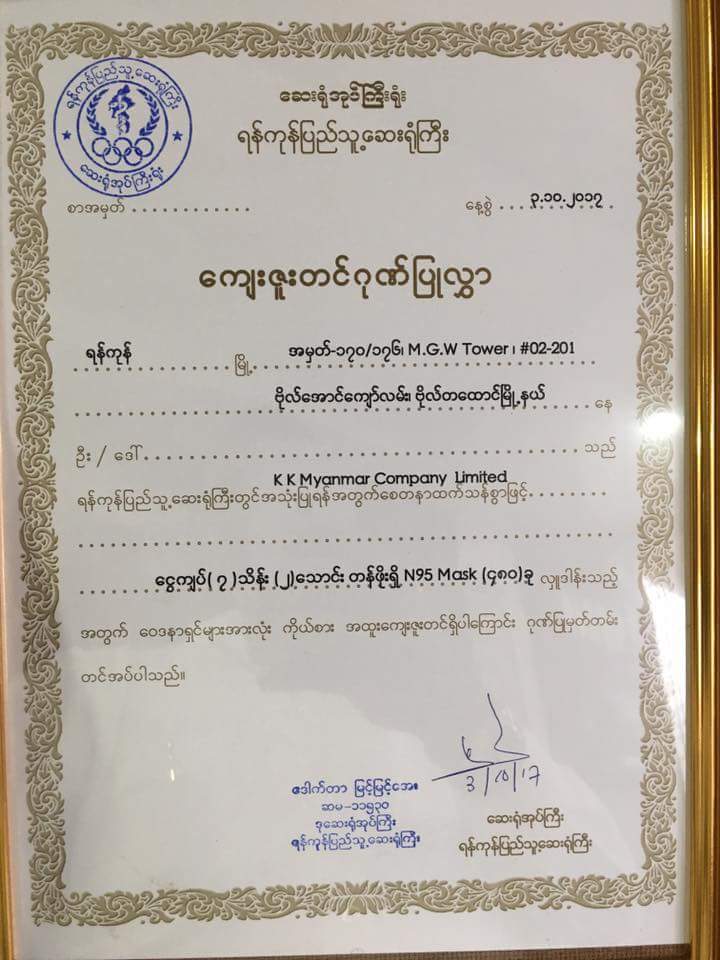 ရန်ကုန်ပြည်သူ့ဆေးရုံကြီး
ဆေးရုံအုပ်ကြီးရုံး
ဆေးရုံအုပ်ကြီးရုံး
ရန်ကုန်ပြည်သူ့ဆေးရုံကြီး
စာအမှတ် . . . . . . . . . . . .
နေ့စွဲ . . . ၃.၁၀.၂၀၁၇
ကျေးဇူးတင်ဂုဏ်ပြုလွှာ
ရန်ကုန် မြို့ အမှတ်-၁၇၀/၁၇၆၊ M.G.W Tower ၊ #02-201
ဗိုလ်အောင်ကျော်လမ်း၊ ဗိုလ်တထောင်မြို့နယ် နေ
ဦး / ဒေါ် . . . . . . . . . . . . . . . . . . . . . . . . . . . . . . သည်
K K Myanmar Company Limited
ရန်ကုန်ပြည်သူ့ဆေးရုံကြီးတွင်အသုံးပြုရန်အတွက်စေတနာထက်သန်စွာဖြင့် . . . . . . . .
ငွေကျပ်( ၇ )သိန်း (၂)သောင်း တန်ဖိုးရှိ N95 Mask (၄၈၀)ခု လှူဒါန်းသည့်
အတွက် ဝေဒနာရှင်များအားလုံး ကိုယ်စား အထူးကျေးဇူးတင်ရှိပါကြောင်း ဂုဏ်ပြုမှတ်တမ်း
တင်အပ်ပါသည်။
3/10/17
ဒေါက်တာ မြင့်မြင့်အေး
ဆမ-၁၁၅၃၀
ဒုဆေးရုံအုပ်ကြီး
ရန်ကုန်ပြည်သူ့ဆေးရုံကြီး
ဆေးရုံအုပ်ကြီး
ရန်ကုန်ပြည်သူ့ဆေးရုံကြီး